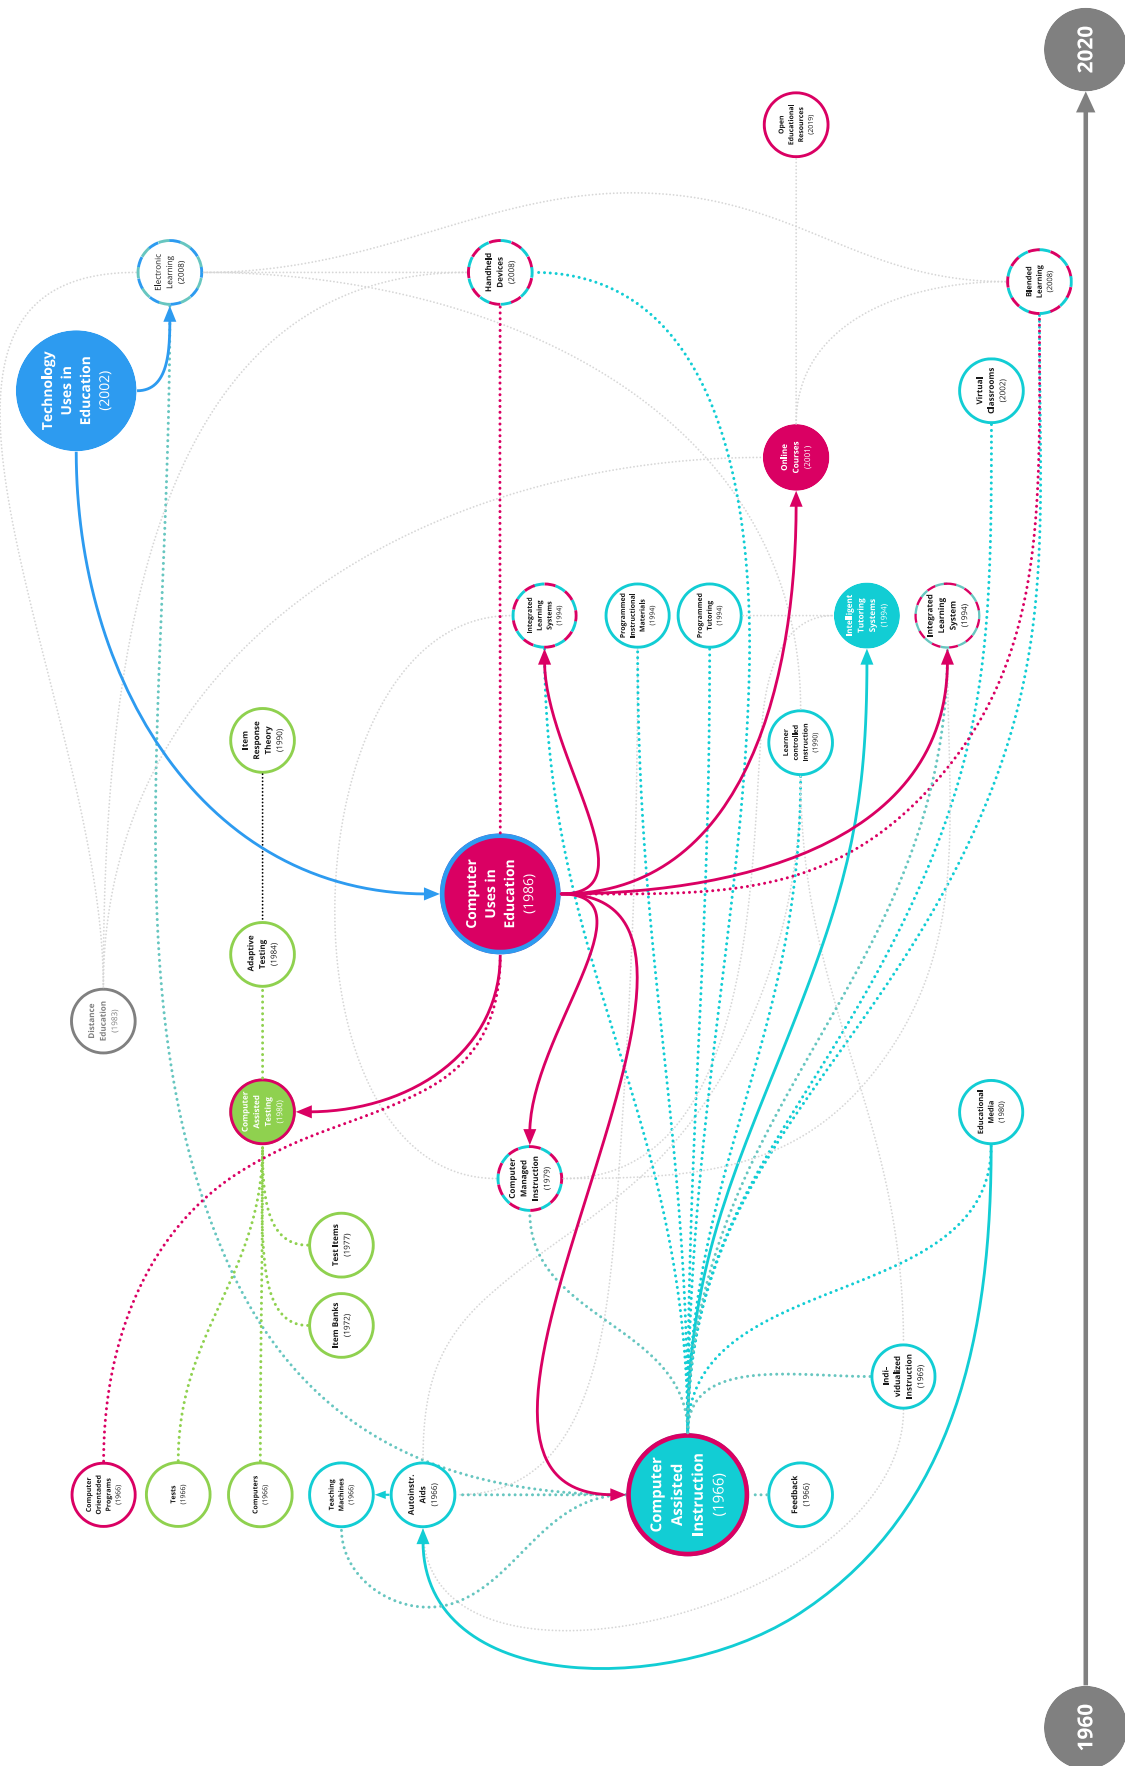 Technology
Uses in
Education
(2002)
Computer
Orientaded
Programs
(1966)
Distance
Education
(1983)
Tests
(1966)
Electronic
Learning
(2008)
Computers
(1966)
Computer
Assisted
Testing
(1980)
Adaptive
Testing
(1984)
Item
Response
Theory
(1990)
Teaching
Machines
(1966)
Item Banks
(1972)
Test Items
(1977)
Autoinstr.
Aids
(1966)
Computer
Uses in
Education
(1986)
Handheld
Devices
(2008)
Computer
Managed
Instruction
(1979)
Integrated
Learning
Systems
(1994)
Programmed
Instructional
Materials
(1994)
Computer
Assisted
Instruction
(1966)
Programmed
Tutoring
(1994)
Feedback
(1966)
Learner
controlled
instruction
(1990)
Online
Courses
(2001)
Open
Educational
Resources
(2019)
Intelligent
Tutoring
Systems
(1994)
Indi-
vidualized
Instruction
(1969)
Integrated
Learning
System
(1994)
Educational
Media
(1980)
Virtual
classrooms
(2002)
Blended
Learning
(2008)
1960
2020